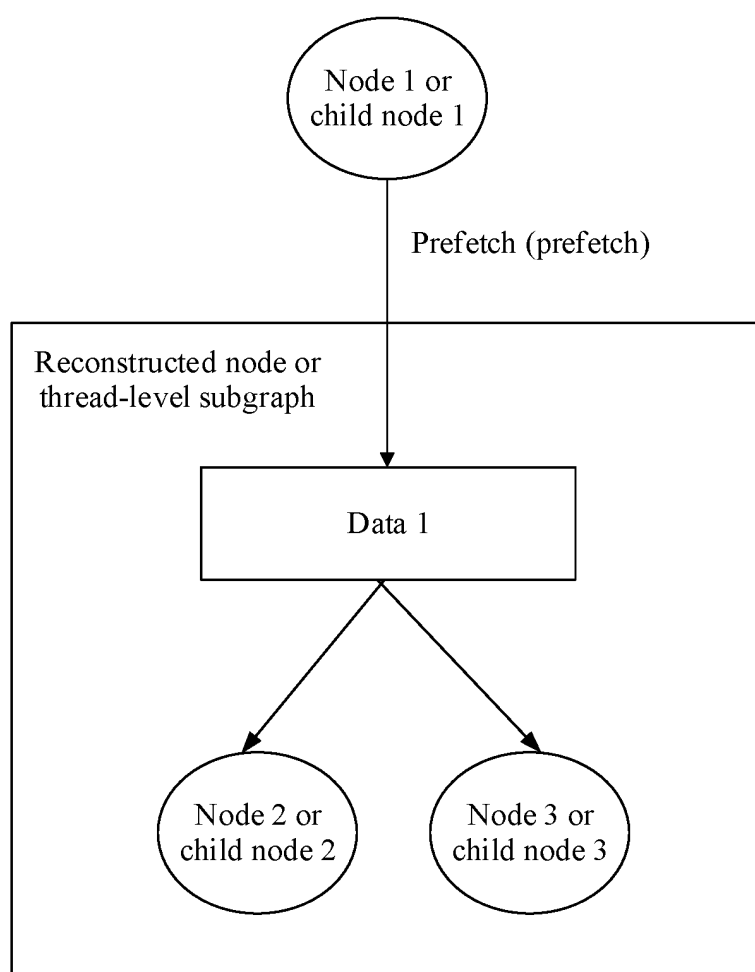 Node 1 or
child node 1
Prefetch (prefetch)
Reconstructed node or
thread-level subgraph
Data 1
Node 2 or
child node 2
Node 3 or
child node 3